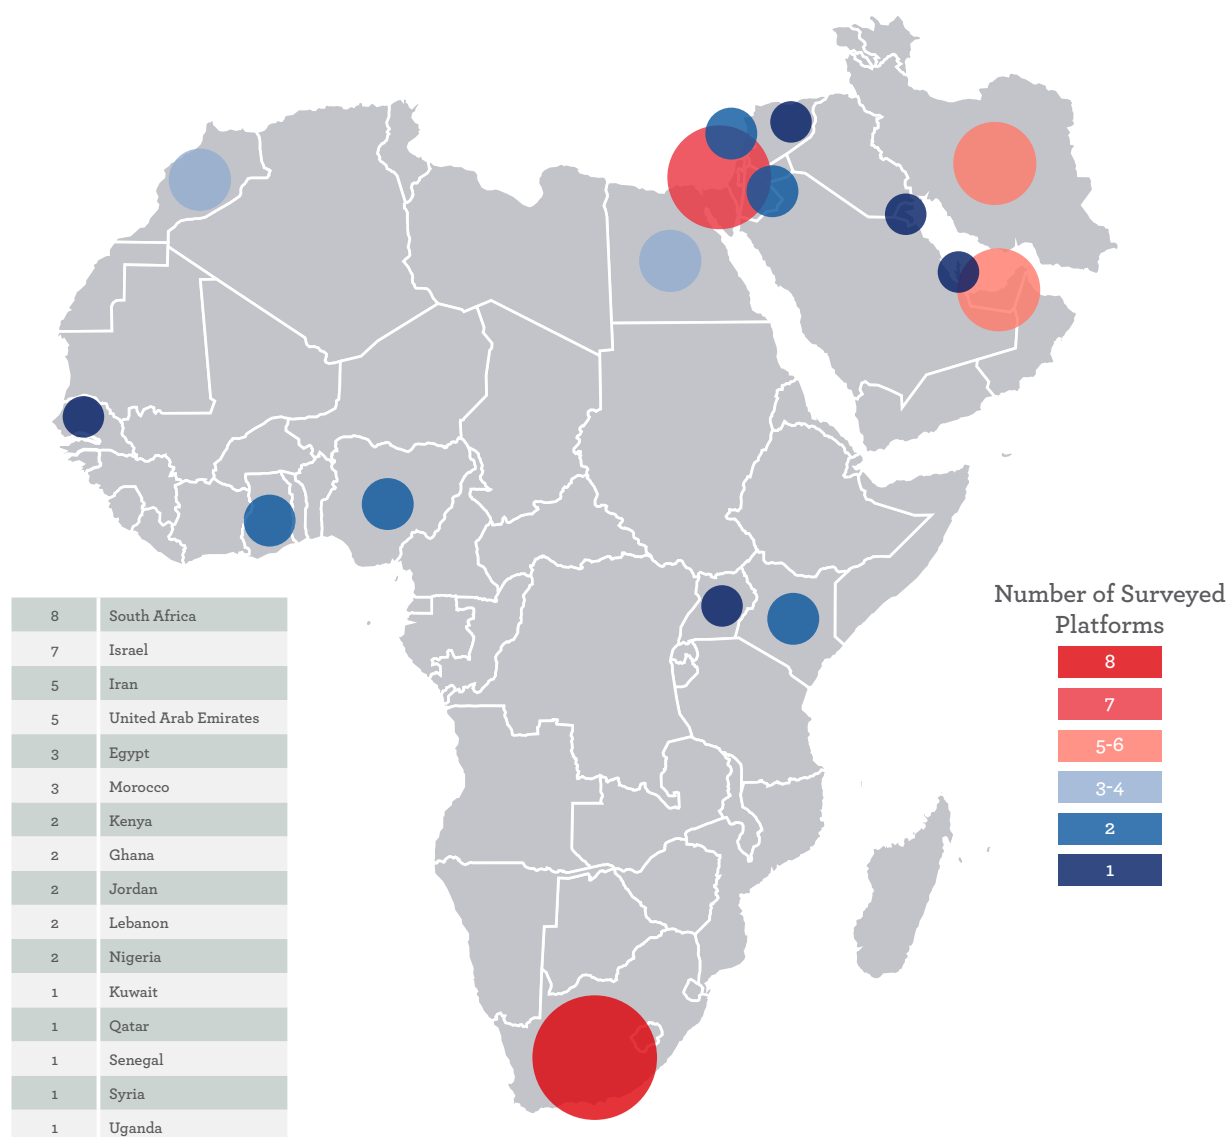 8 South Africa
7 Israel
5 Iran
5 United Arab Emirates
3 Egypt
3 Morocco
2 Kenya
2 Ghana
2 Jordan
2 Lebanon
2 Nigeria
1 Kuwait
1 Qatar
1 Senegal
1 Syria
1 Uganda
Number of Surveyed
Platforms
8
7
5-6
3-4
2
1